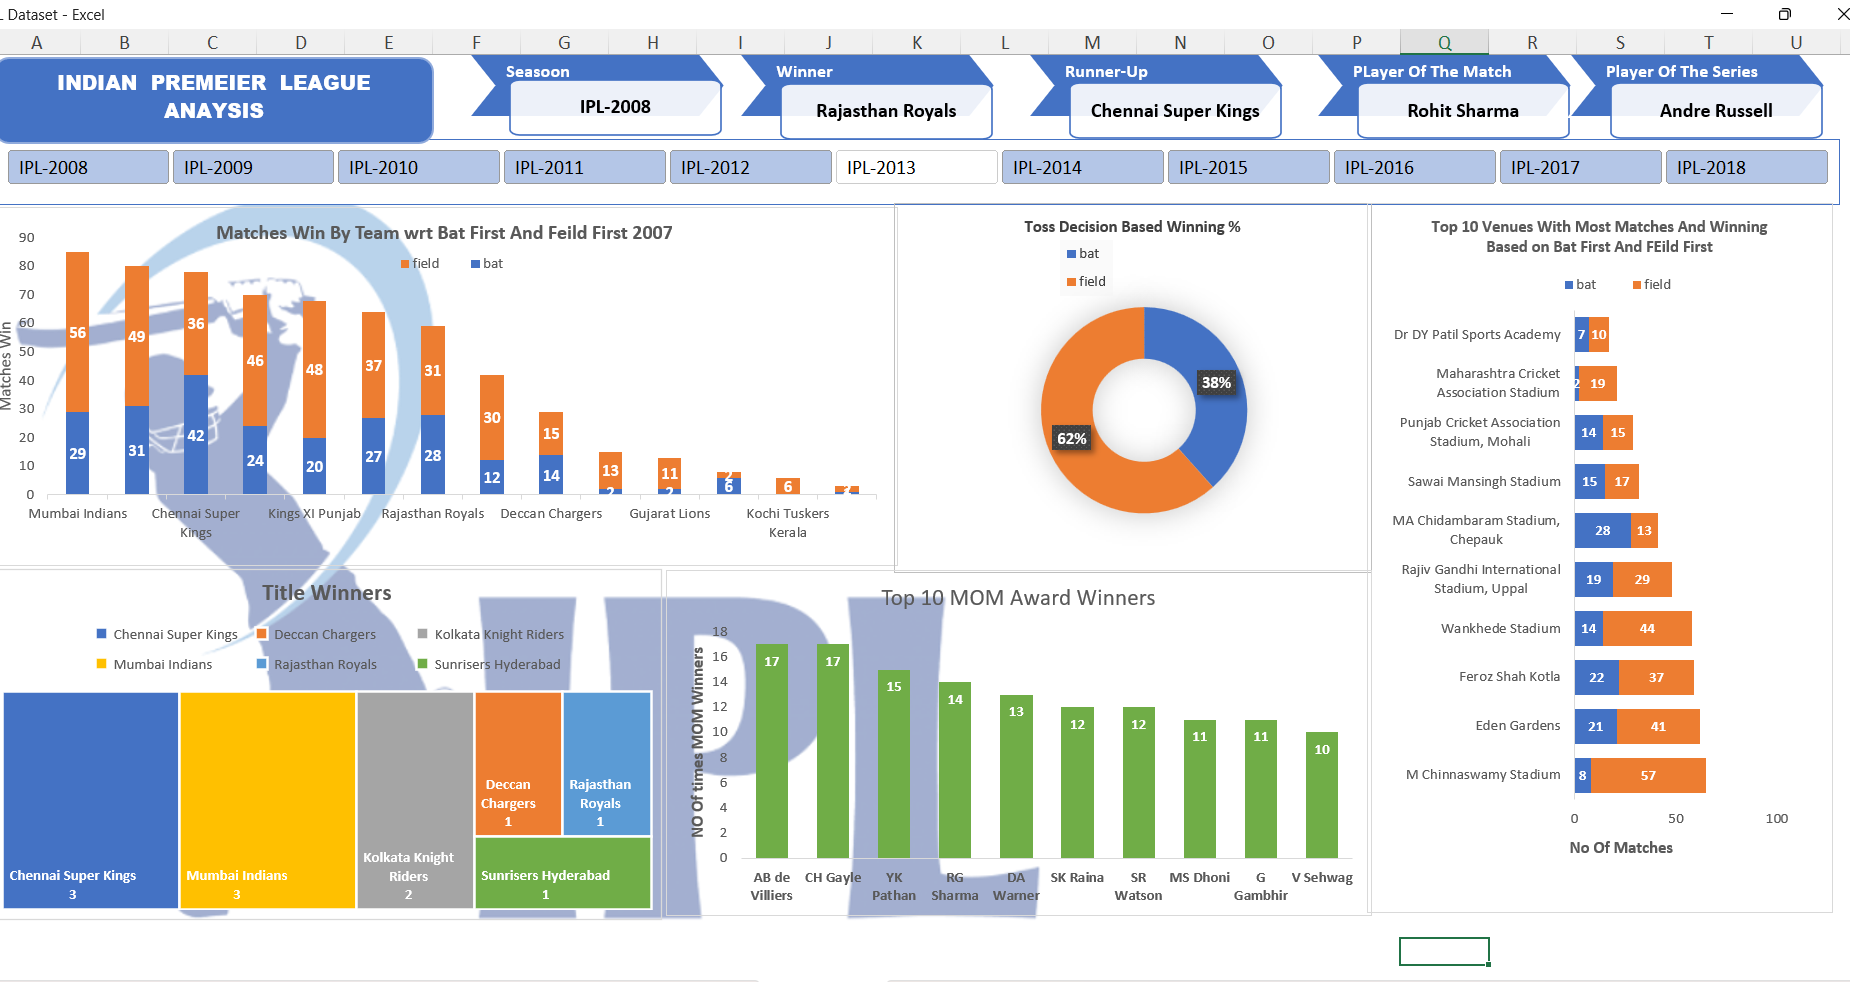 L Dataset - Excel
A B C D E F G H I J K L M N O P Q R S T U
INDIAN PREMEIER LEAGUE
ANAYSIS
Seasoon
IPL-2008
Winner
Rajasthan Royals
Runner-Up
Chennai Super Kings
PLayer Of The Match
Rohit Sharma
Player Of The Series
Andre Russell
IPL-2008 IPL-2009 IPL-2010 IPL-2011 IPL-2012 IPL-2013 IPL-2014 IPL-2015 IPL-2016 IPL-2017 IPL-2018
Matches Win By Team wrt Bat First And Feild First 2007
field bat
Matches Win
90
80
70
60
50
40
30
20
10
0
56 49 36 46 48 37 31 30 15 13 11 2 6
29 31 42 24 20 27 28 12 14 2 2 6
Mumbai Indians
Chennai Super
Kings
Kings XI Punjab
Rajasthan Royals
Deccan Chargers
Gujarat Lions
Kochi Tuskers
Kerala
Toss Decision Based Winning %
bat
field
38%
62%
Top 10 Venues With Most Matches And Winning
Based on Bat First And FEild First
bat field
Dr DY Patil Sports Academy
7 10
Maharashtra Cricket
Association Stadium
2 19
Punjab Cricket Association
Stadium, Mohali
14 15
Sawai Mansingh Stadium
15 17
MA Chidambaram Stadium,
Chepauk
28 13
Rajiv Gandhi International
Stadium, Uppal
19 29
Wankhede Stadium
14 44
Feroz Shah Kotla
22 37
Eden Gardens
21 41
M Chinnaswamy Stadium
8 57
0 50 100
No Of Matches
Title Winners
Chennai Super Kings Deccan Chargers Kolkata Knight Riders
Mumbai Indians Rajasthan Royals Sunrisers Hyderabad
Chennai Super Kings
3
Mumbai Indians
3
Kolkata Knight
Riders
2
Deccan
Chargers
1
Rajasthan
Royals
1
Sunrisers Hyderabad
1
IPL
Top 10 MOM Award Winners
NO Of times MOM Winners
18
16
14
12
10
8
6
4
2
0
17 17 15 14 13 12 12 11 11 10
AB de
Villiers
CH Gayle
YK
Pathan
RG
Sharma
DA
Warner
SK Raina
SR
Watson
MS Dhoni
G
Gambhir
V Sehwag